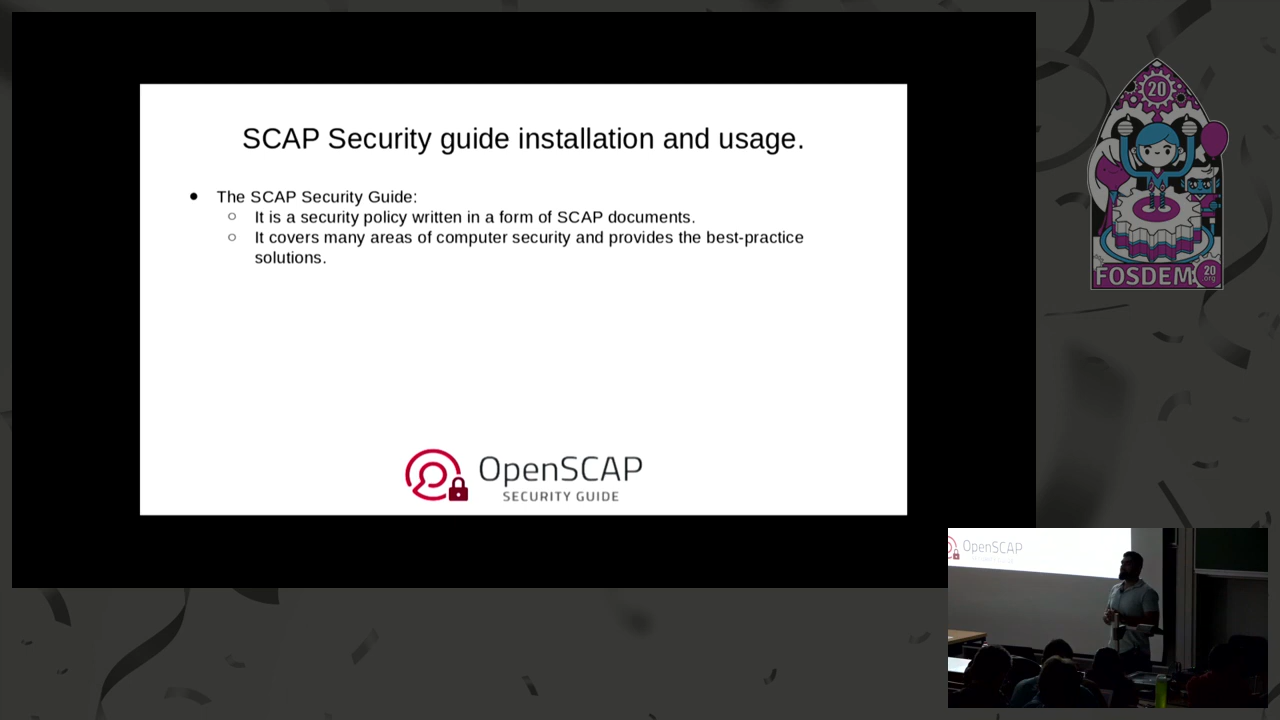 SCAP Security guide installation and usage.
● The SCAP Security Guide:
○ It is a security policy written in a form of SCAP documents.
○ It covers many areas of computer security and provides the best-practice
solutions.
OpenSCAP
SECURITY GUIDE
20
FOSDEM
20
.org
OpenSCAP